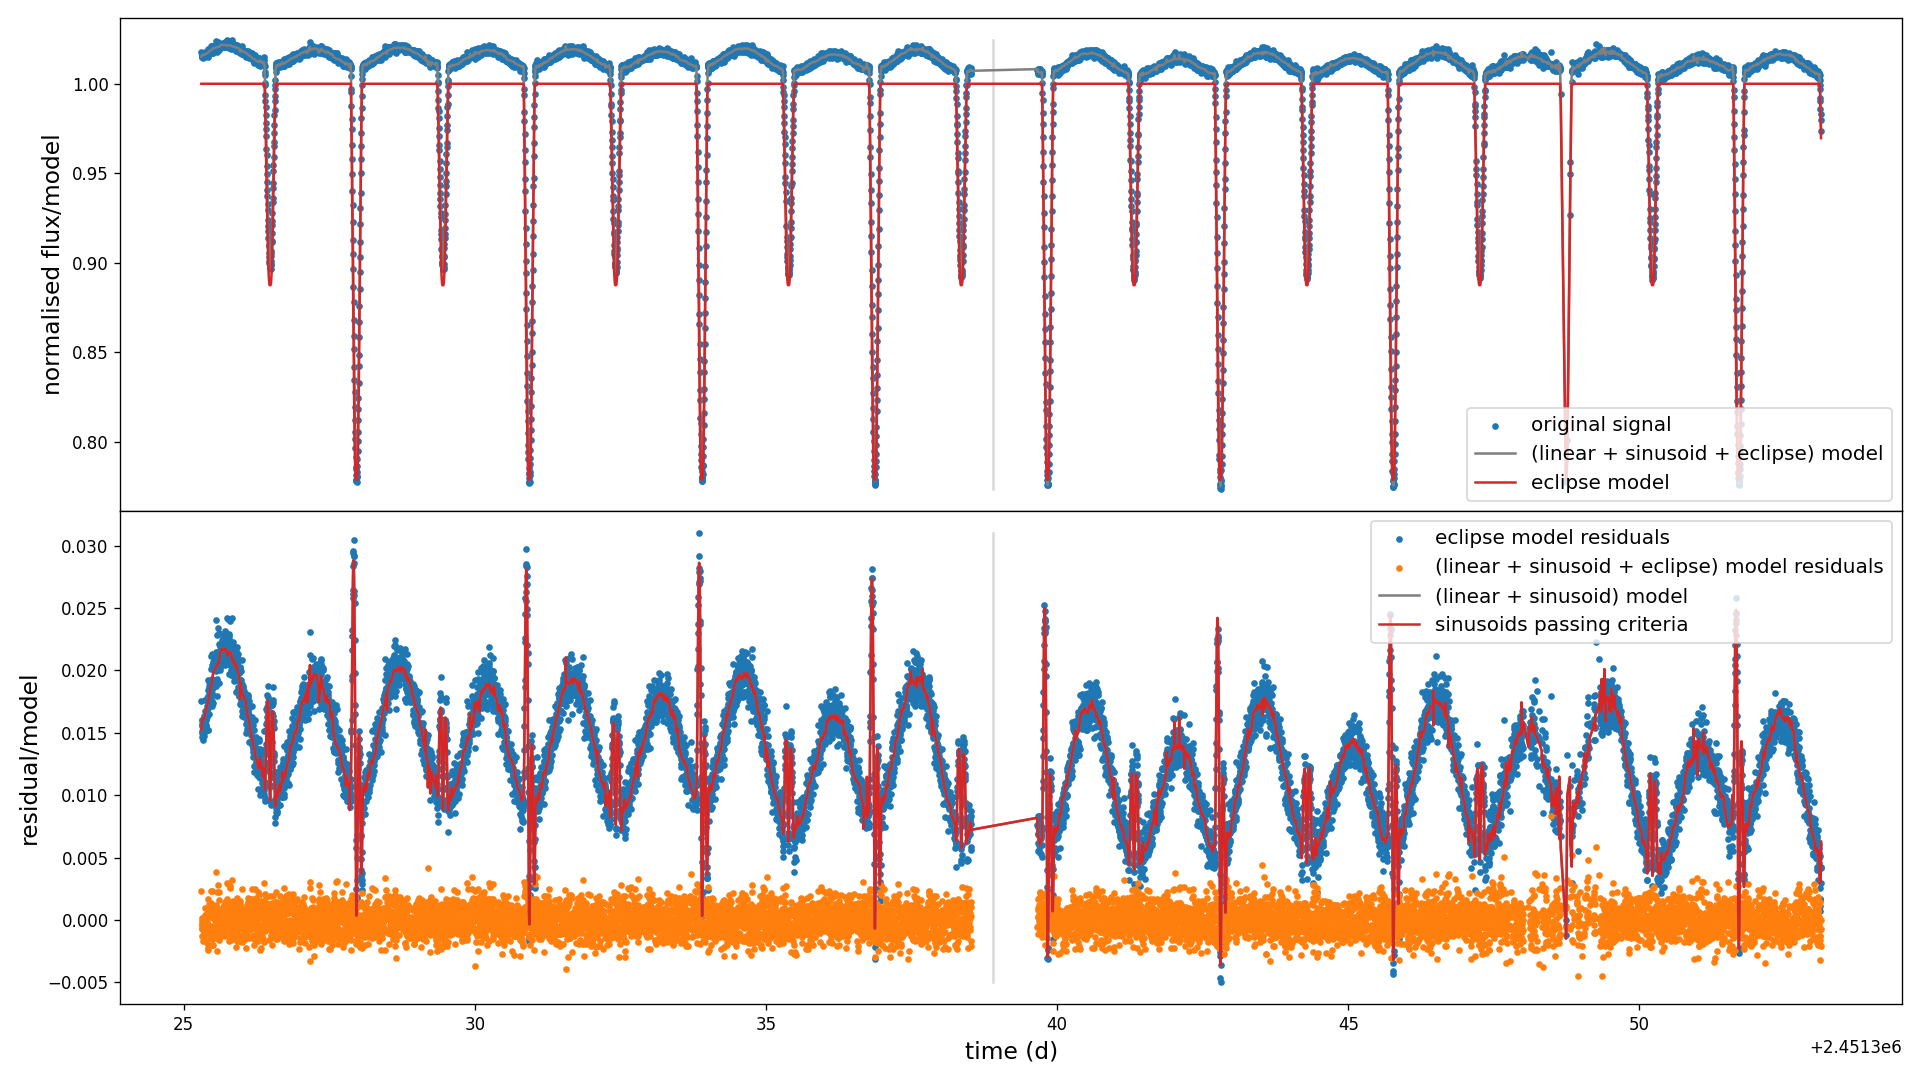 1.00
0.95
0.90
0.85
0.80
normalised flux/model
original signal
(linear + sinusoid + eclipse) model
eclipse model
0.030
0.025
0.020
0.015
0.010
0.005
0.000
−0.005
residual/model
eclipse model residuals
(linear + sinusoid + eclipse) model residuals
(linear + sinusoid) model
sinusoids passing criteria
25 30 35 40 45 50
time (d)
+2.4513e6